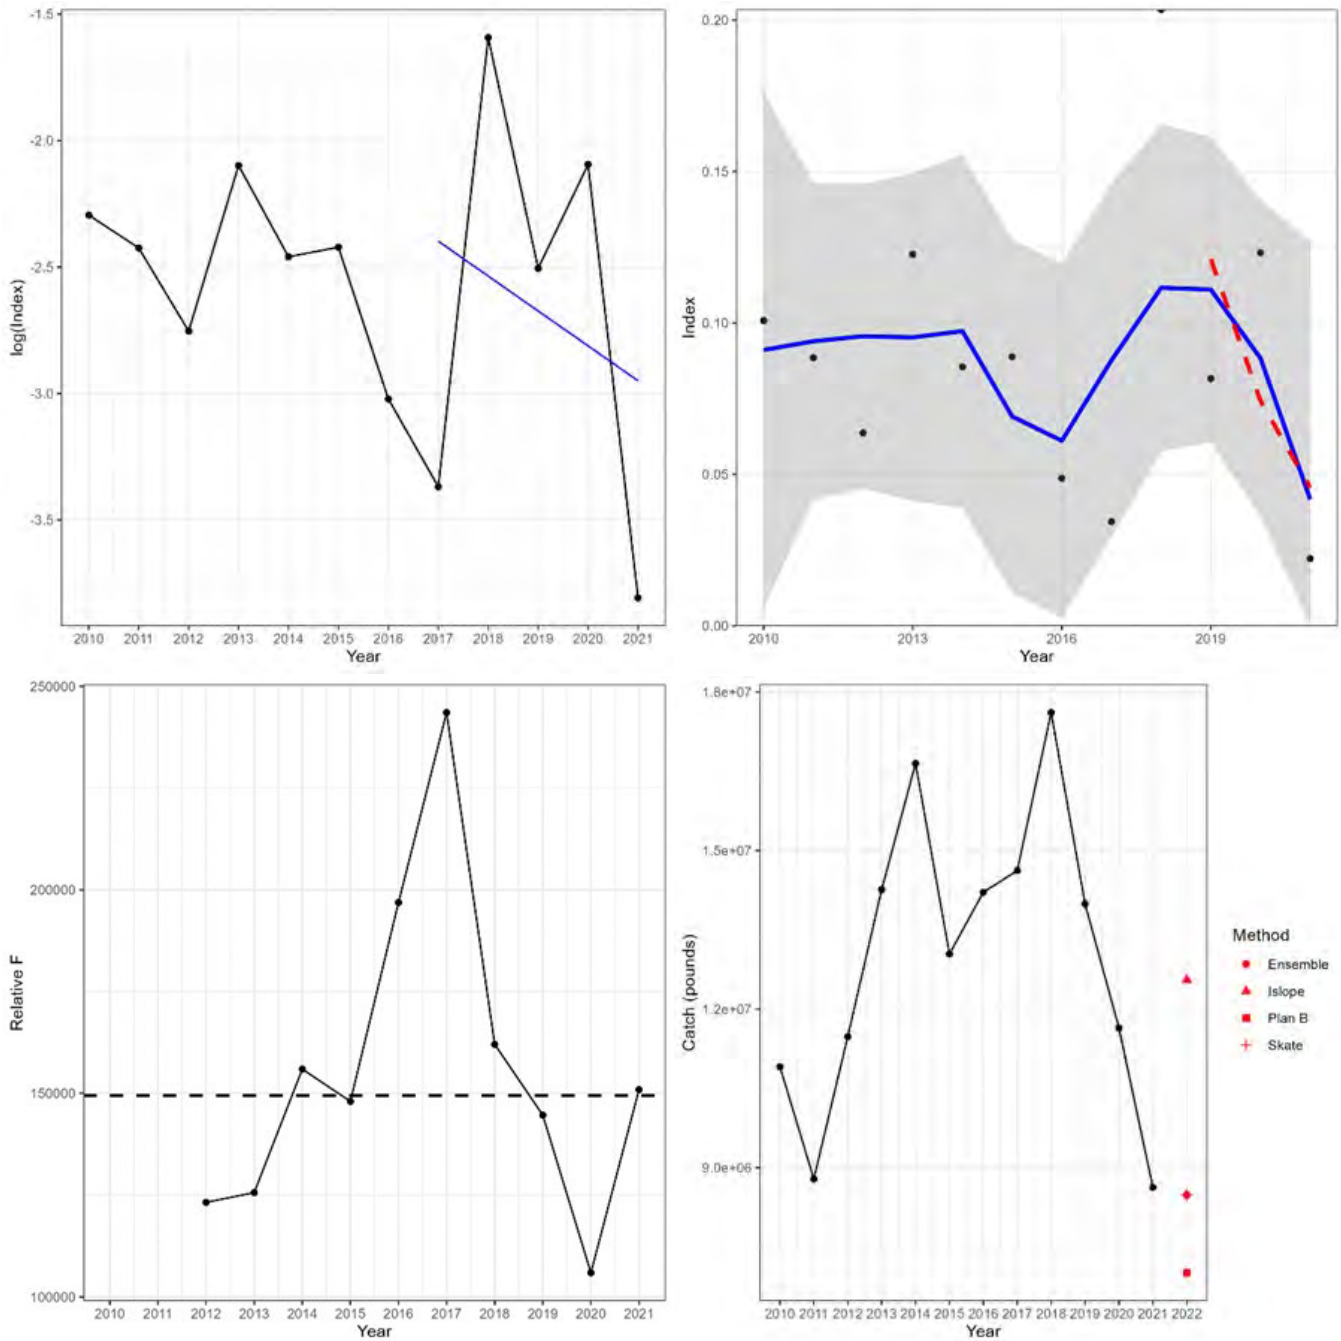 -1.5
-2.0
-2.5
-3.0
-3.5
log(Index)
2010 2011 2012 2013 2014 2015 2016 2017 2018 2019 2020 2021
Year
0.20
0.15
0.10
0.05
0.00
Index
2010 2013 2016 2019
Year
250000
200000
150000
100000
Relative F
2010 2011 2012 2013 2014 2015 2016 2017 2018 2019 2020 2021
Year
1.8e+07
1.5e+07
1.2e+07
9.0e+06
Catch (pounds)
2010 2011 2012 2013 2014 2015 2016 2017 2018 2019 2020 2021 2022
Year
Method
Ensemble
Islope
Plan B
Skate